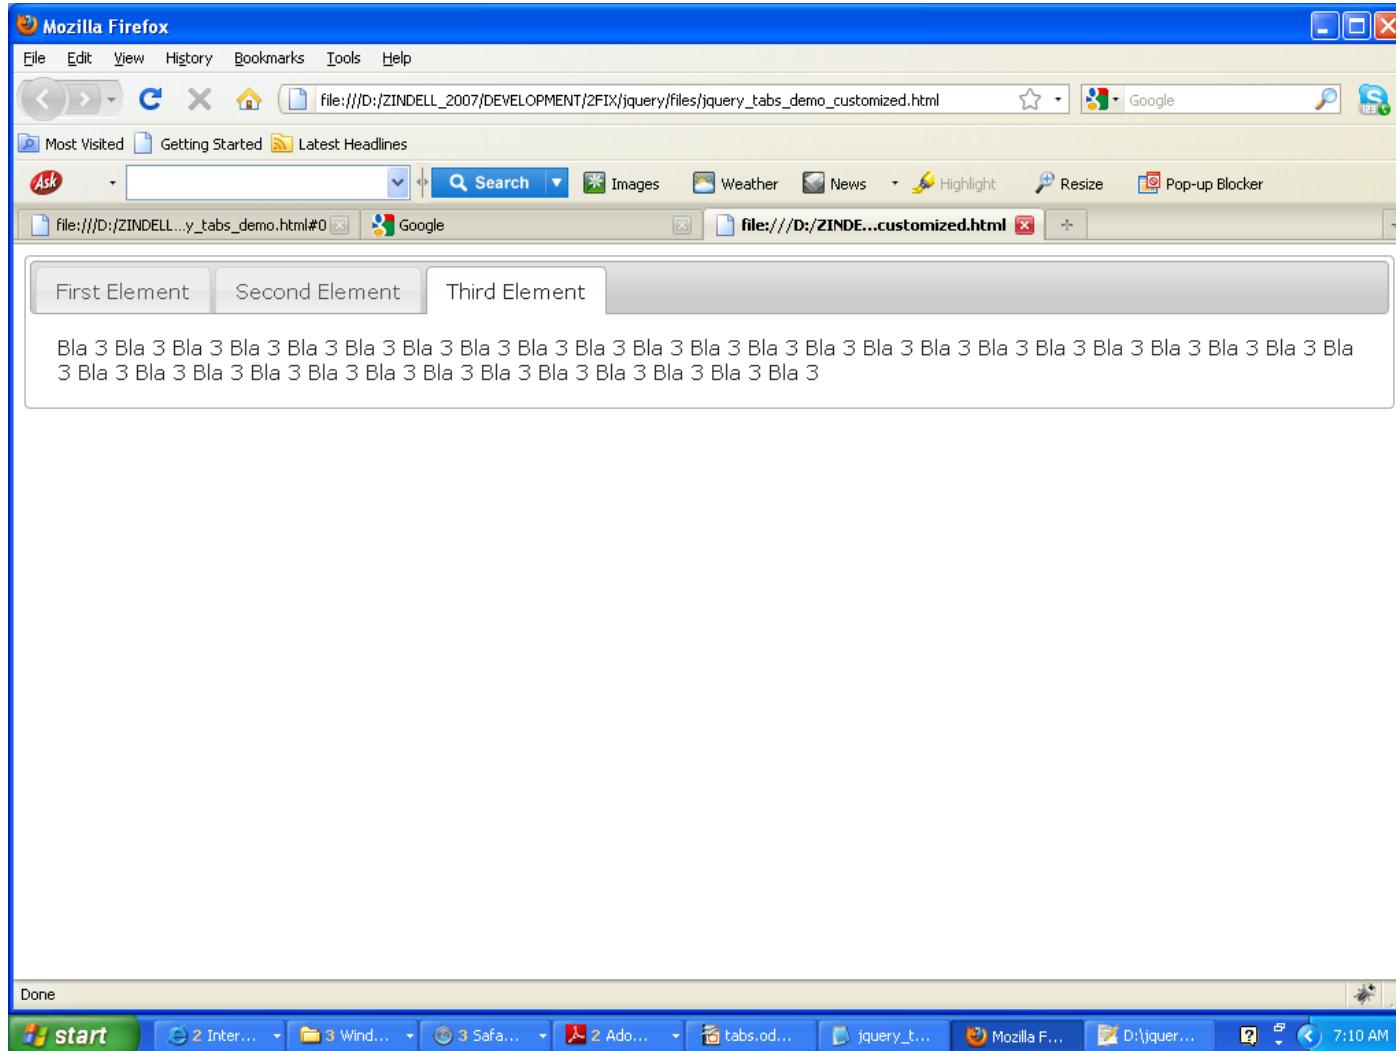 Mozilla Firefox
File Edit View History Bookmarks Tools Help
file:///D:/ZINDELL_2007/DEVELOPMENT/2FIX/jquery/files/jquery_tabs_demo_customized.html Google
Most Visited Getting Started Latest Headlines
Ask Search Images Weather News Highlight Resize Pop-up Blocker
file:///D:/ZINDELL...y_tabs_demo.html#0 Google file:///D:/ZINDE...customized.html
First Element Second Element Third Element
Bla 3 Bla 3 Bla 3 Bla 3 Bla 3 Bla 3 Bla 3 Bla 3 Bla 3 Bla 3 Bla 3 Bla 3 Bla 3 Bla 3 Bla 3 Bla 3 Bla 3 Bla 3 Bla 3 Bla 3 Bla 3 Bla 3 Bla
3 Bla 3 Bla 3 Bla 3 Bla 3 Bla 3 Bla 3 Bla 3 Bla 3 Bla 3 Bla 3 Bla 3 Bla 3 Bla 3
Done
start 2 Inter... 3 Wind... 3 Safa... 2 Ado... tabs.od... jquery_t... Mozilla F... D:\jquer... 7:10 AM